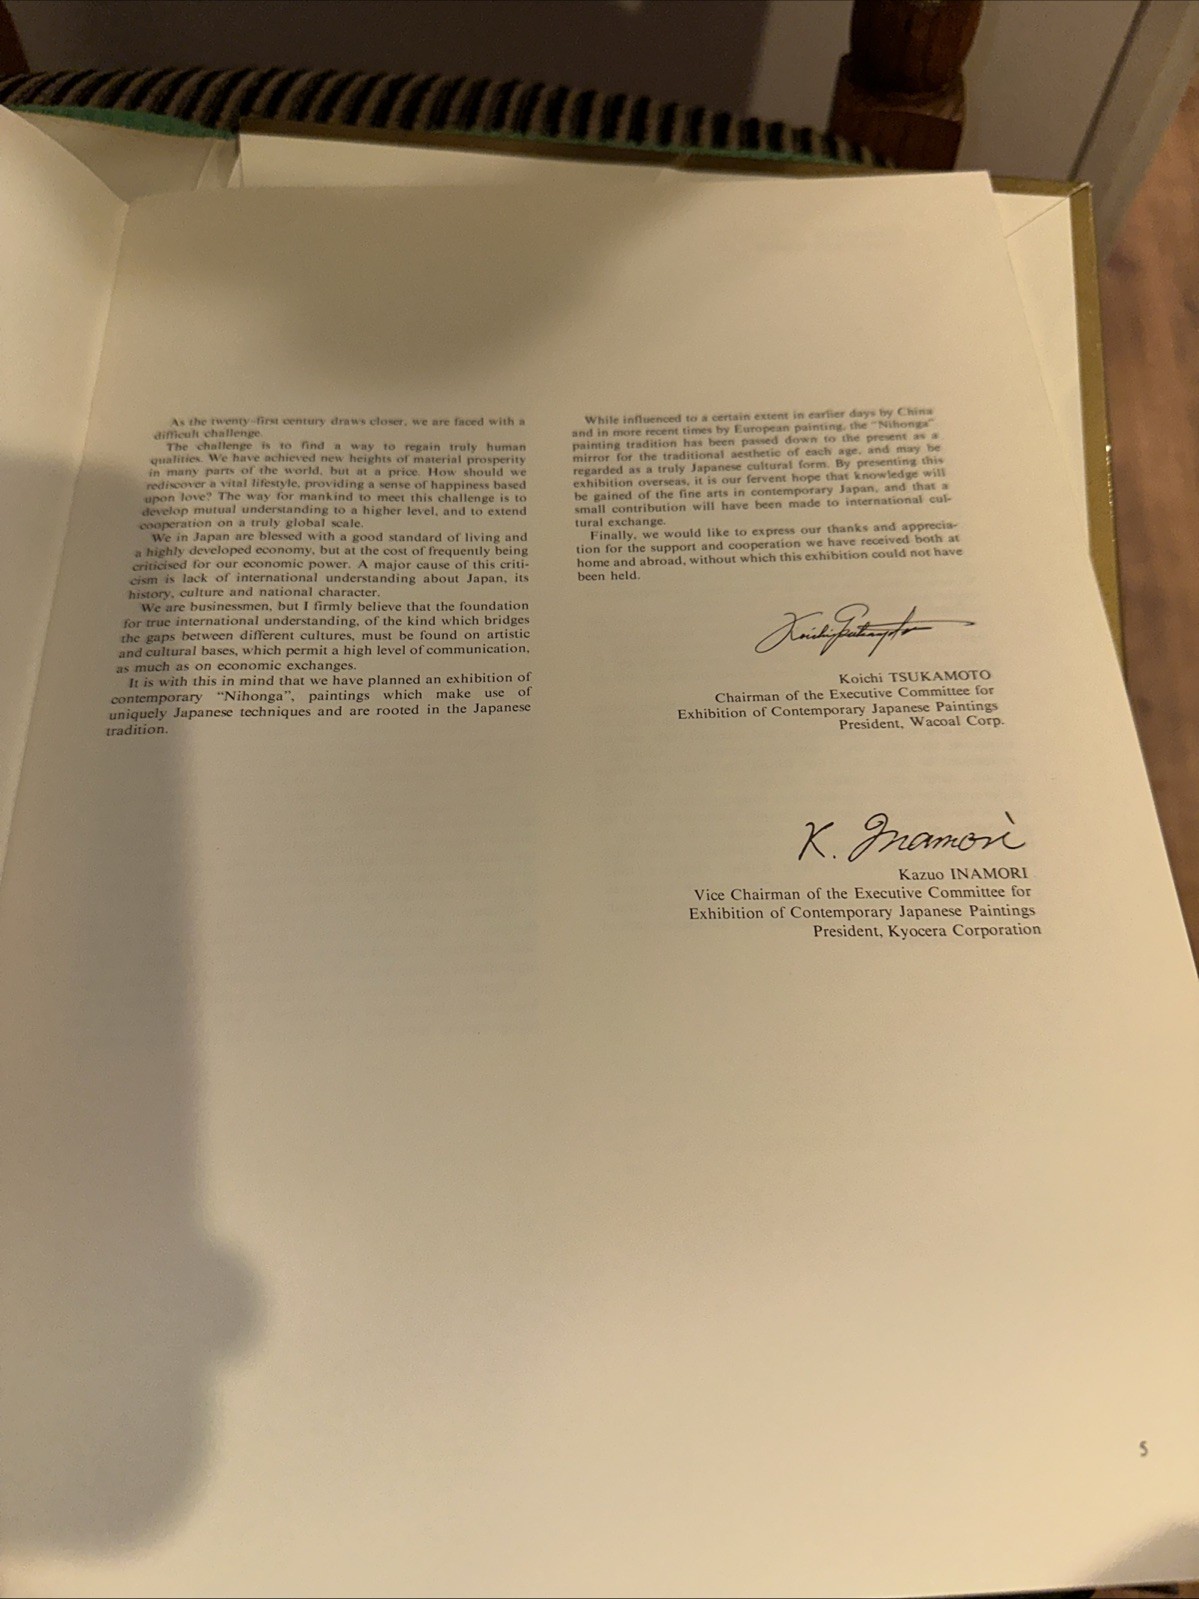 As the twenty-first century draws closer, we are faced with a
difficult challenge.
The challenge is to find a way to regain truly human
qualities. We have achieved new heights of material prosperity
in many parts of the world, but at a price. How should we
rediscover a vital lifestyle, providing a sense of happiness based
upon love? The way for mankind to meet this challenge is to
develop mutual understanding to a higher level, and to extend
cooperation on a truly global scale.
We in Japan are blessed with a good standard of living and
a highly developed economy, but at the cost of frequently being
criticised for our economic power. A major cause of this criti-
cism is lack of international understanding about Japan, its
history, culture and national character.
We are businessmen, but I firmly believe that the foundation
for true international understanding, of the kind which bridges
the gaps between different cultures, must be found on artistic
and cultural bases, which permit a high level of communication,
as much as on economic exchanges.
It is with this in mind that we have planned an exhibition of
contemporary “Nihonga”, paintings which make use of
uniquely Japanese techniques and are rooted in the Japanese
tradition.
While influenced to a certain extent in earlier days by China
and in more recent times by European painting, the “Nihonga”
painting tradition has been passed down to the present as a
mirror for the traditional aesthetic of each age, and may be
regarded as a truly Japanese cultural form. By presenting this
exhibition overseas, it is our fervent hope that knowledge will
be gained of the fine arts in contemporary Japan, and that a
small contribution will have been made to international cul-
tural exchange.
Finally, we would like to express our thanks and apprecia-
tion for the support and cooperation we have received both at
home and abroad, without which this exhibition could not have
been held.
Koichi Tsukamoto
Koichi TSUKAMOTO
Chairman of the Executive Committee for
Exhibition of Contemporary Japanese Paintings
President, Wacoal Corp.
K. Inamori
Kazuo INAMORI
Vice Chairman of the Executive Committee for
Exhibition of Contemporary Japanese Paintings
President, Kyocera Corporation
5